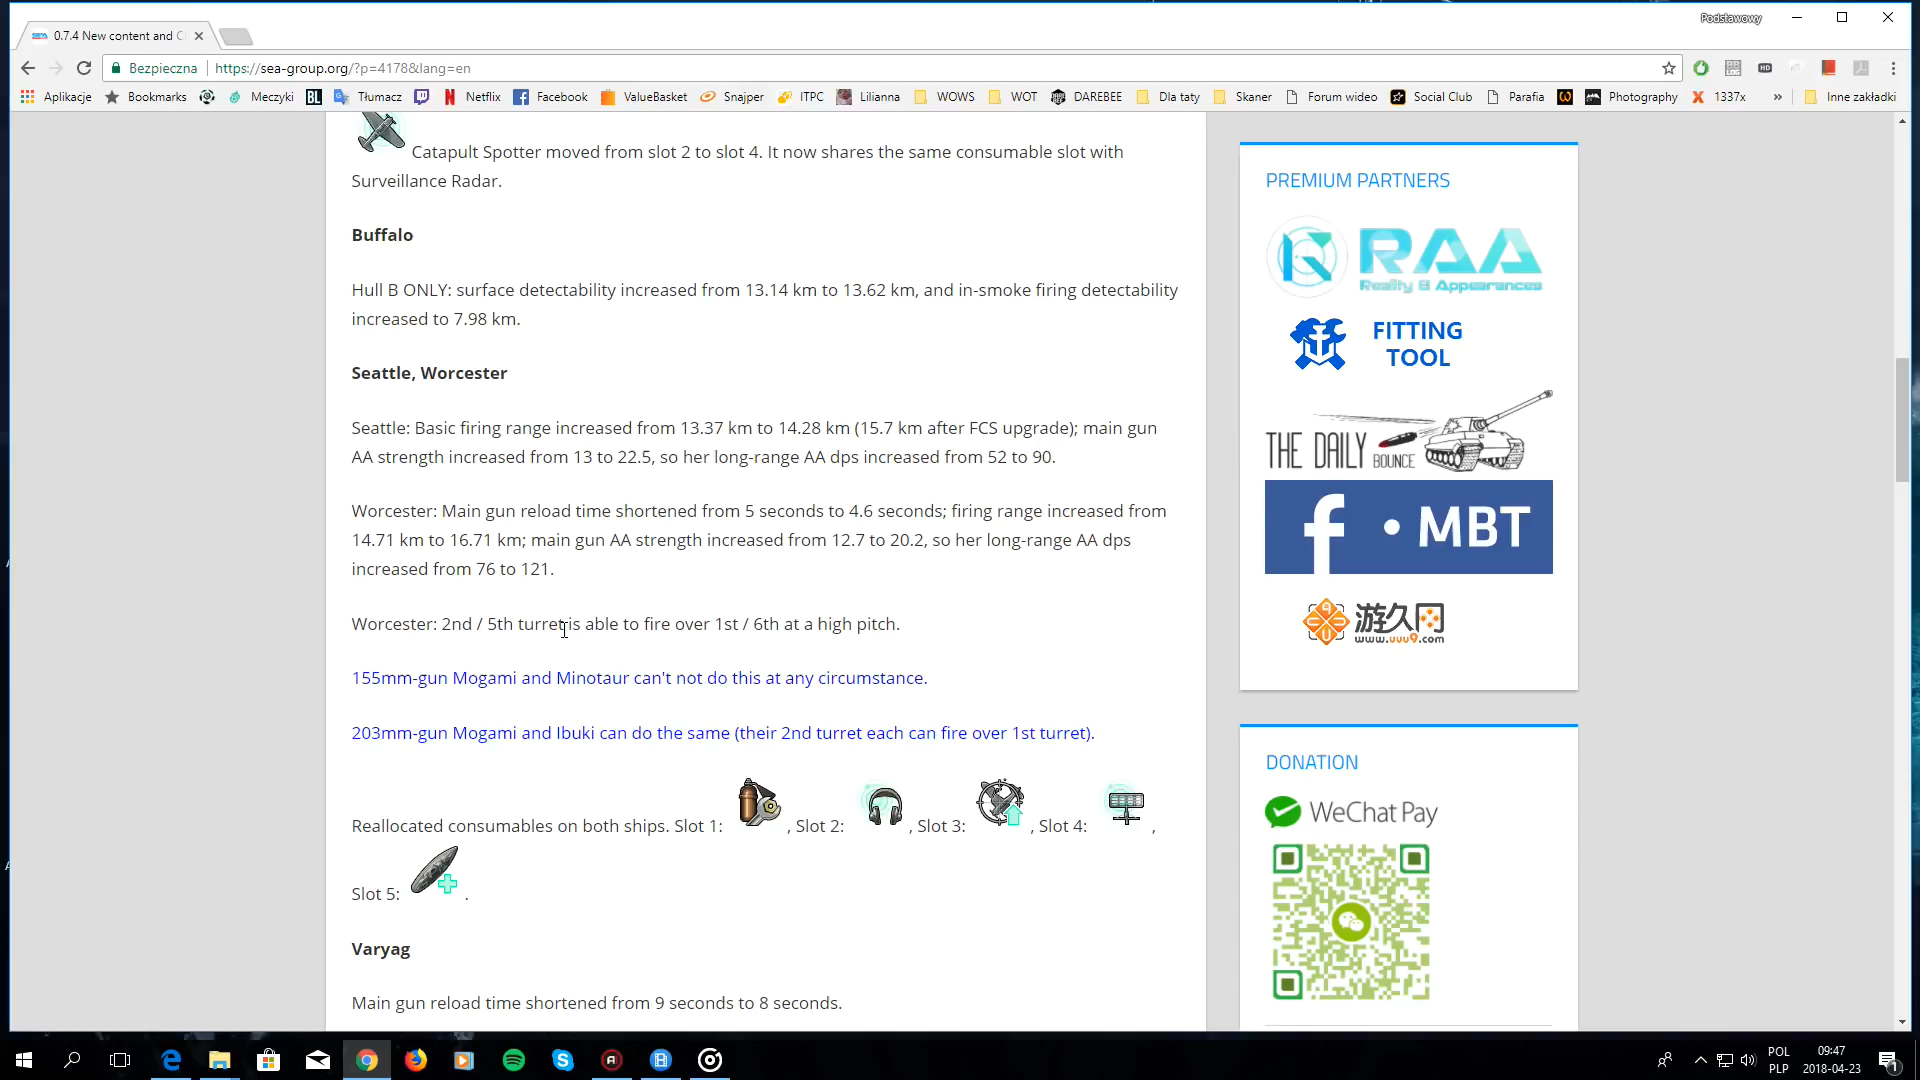 Podstawowy
0.7.4 New content and C
Bezpieczna https://sea-group.org/?p=4178&lang=en
HD
Aplikacje Bookmarks Meczyki BL Tłumacz Netflix Facebook ValueBasket Snajper ITPC Lilianna WOWS WOT DAREBEE Dla taty Skaner Forum wideo Social Club Parafia Photography 1337x » Inne zakładki
Catapult Spotter moved from slot 2 to slot 4. It now shares the same consumable slot with
Surveillance Radar.
Buffalo
Hull B ONLY: surface detectability increased from 13.14 km to 13.62 km, and in-smoke firing detectability
increased to 7.98 km.
Seattle, Worcester
Seattle: Basic firing range increased from 13.37 km to 14.28 km (15.7 km after FCS upgrade); main gun
AA strength increased from 13 to 22.5, so her long-range AA dps increased from 52 to 90.
Worcester: Main gun reload time shortened from 5 seconds to 4.6 seconds; firing range increased from
14.71 km to 16.71 km; main gun AA strength increased from 12.7 to 20.2, so her long-range AA dps
increased from 76 to 121.
Worcester: 2nd / 5th turret is able to fire over 1st / 6th at a high pitch.
155mm-gun Mogami and Minotaur can't not do this at any circumstance.
203mm-gun Mogami and Ibuki can do the same (their 2nd turret each can fire over 1st turret).
Reallocated consumables on both ships. Slot 1: , Slot 2: , Slot 3: , Slot 4: ,
Slot 5: .
Varyag
Main gun reload time shortened from 9 seconds to 8 seconds.
PREMIUM PARTNERS
RAA
Reality & Appearances
FITTING
TOOL
THE DAILY BOUNCE
f • MBT
游久网
www.uuu9.com
DONATION
WeChat Pay
POL
PLP
09:47
2018-04-23
1